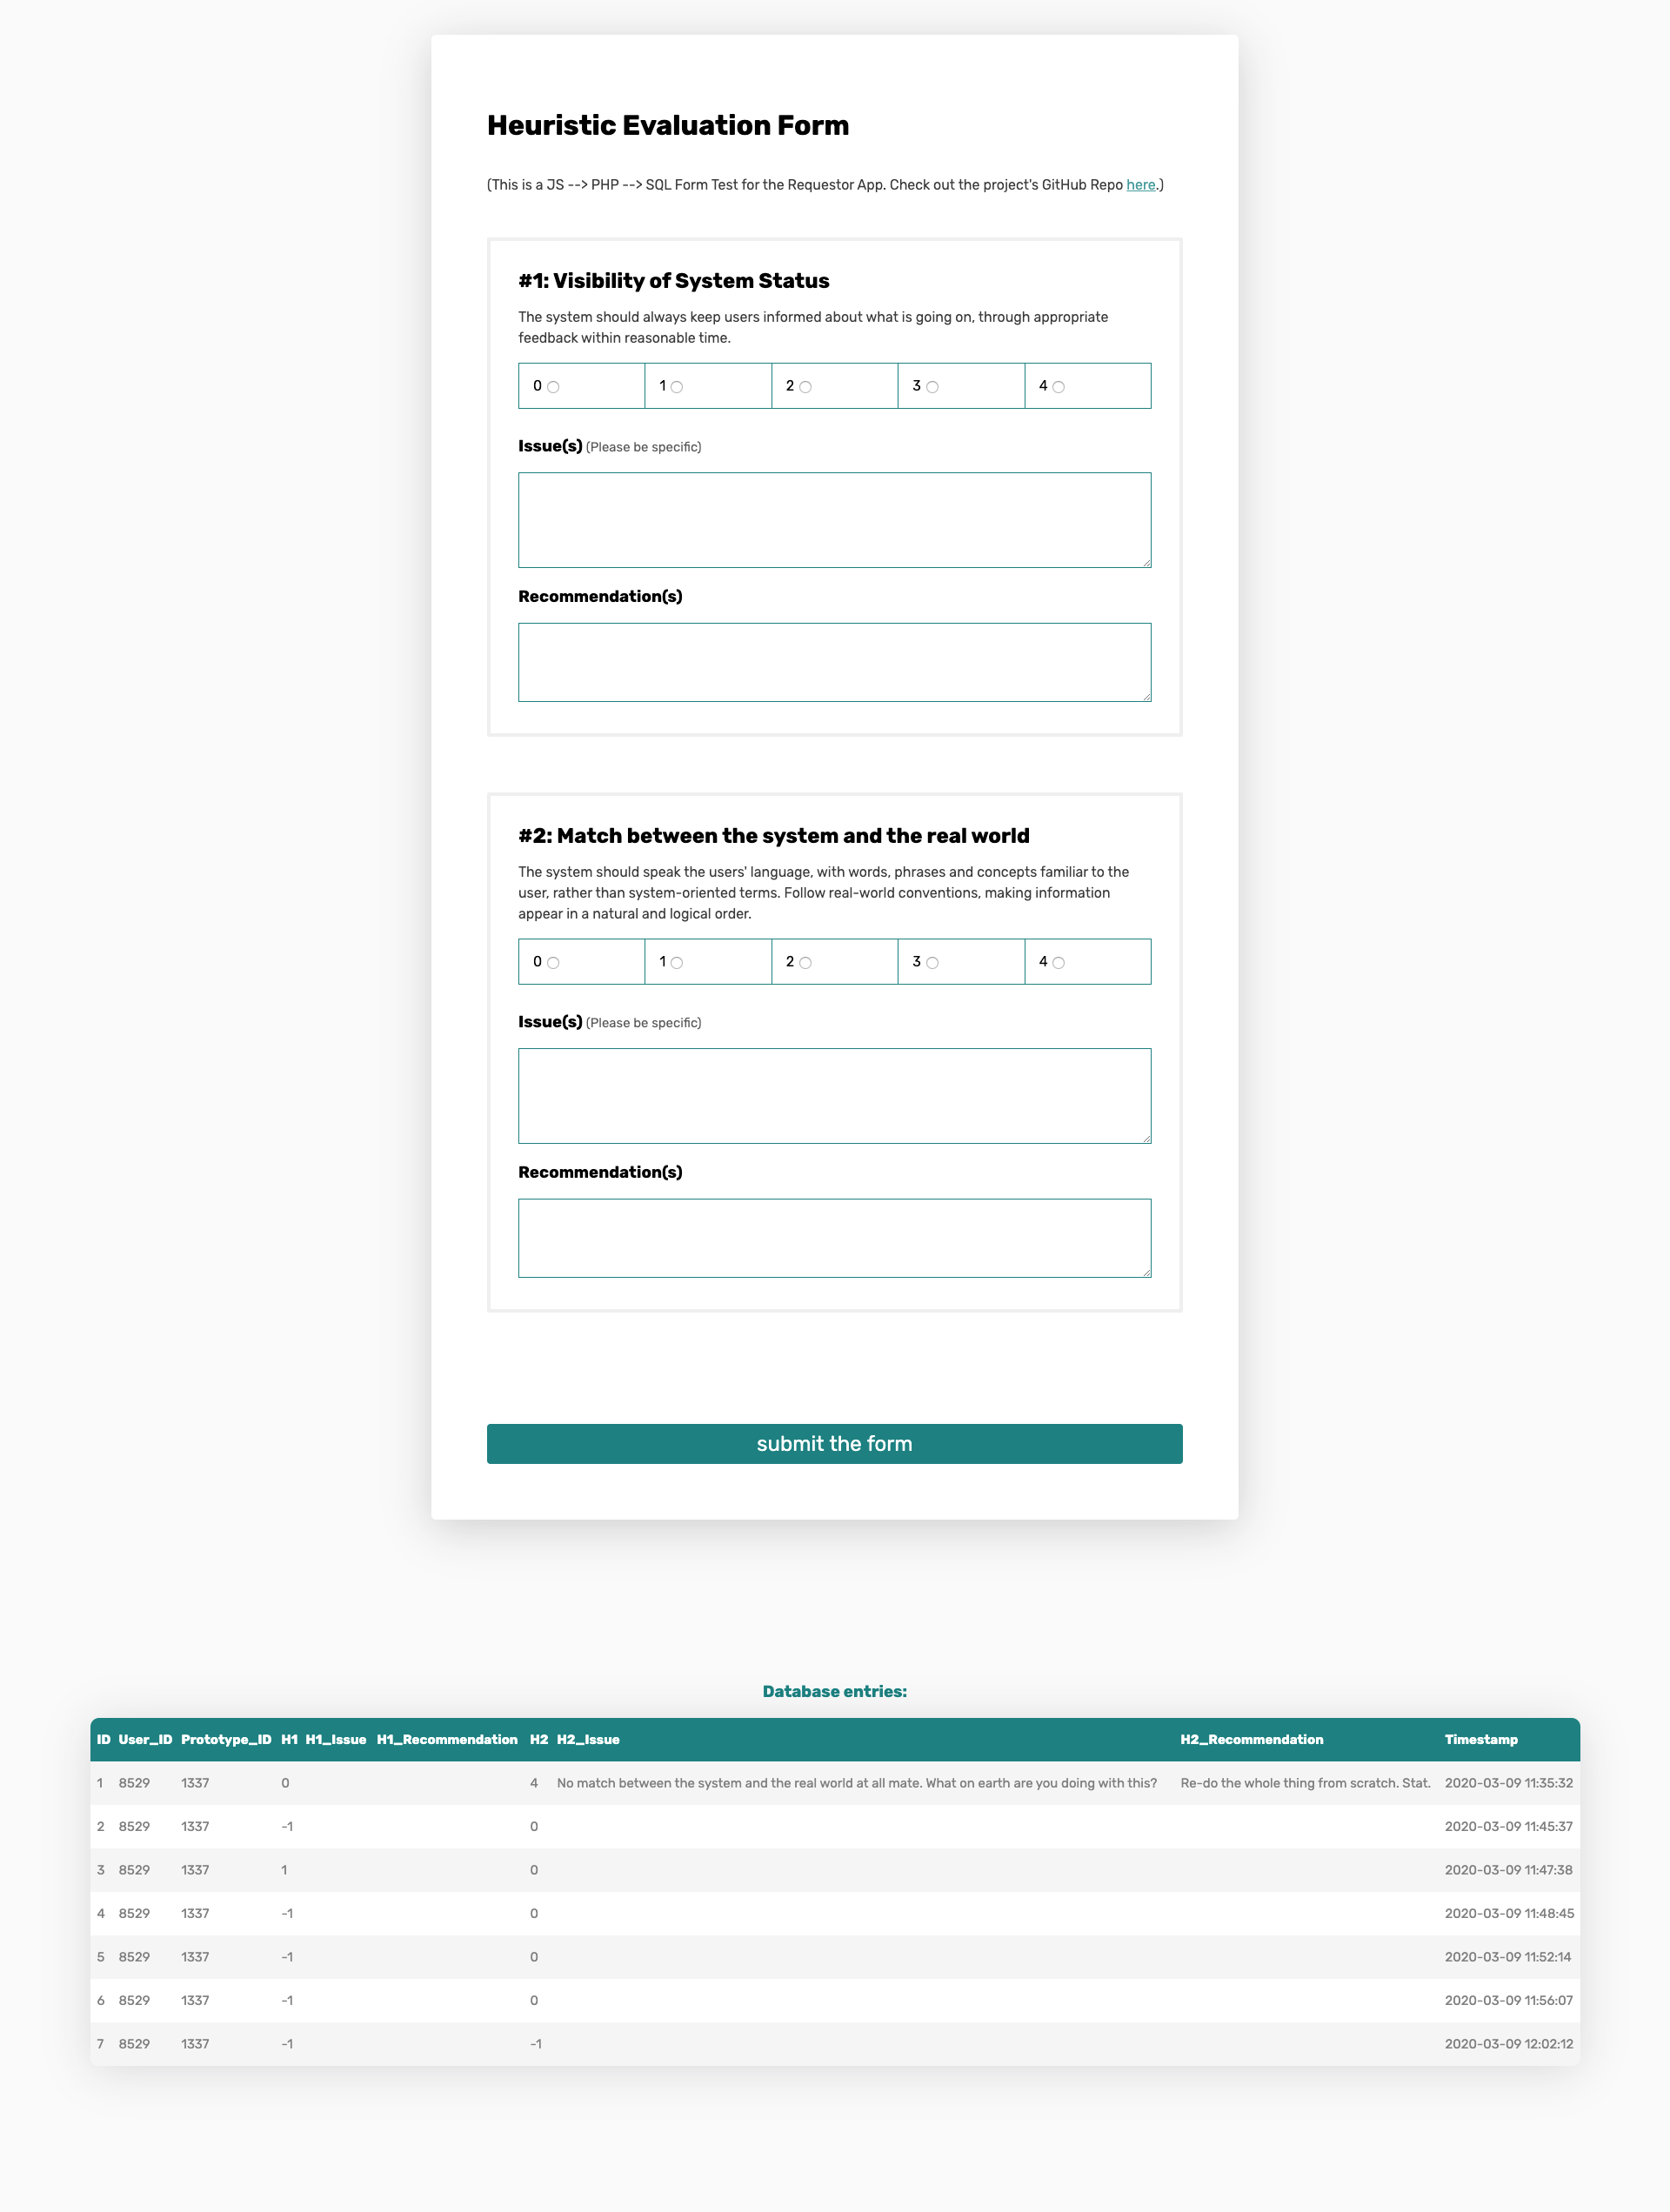 Heuristic Evaluation Form
(This is a JS --> PHP --> SQL Form Test for the Requestor App. Check out the project's GitHub Repo here.)
#1: Visibility of System Status
The system should always keep users informed about what is going on, through appropriate
feedback within reasonable time.
0 1 2 3 4
Issue(s) (Please be specific)
Recommendation(s)
#2: Match between the system and the real world
The system should speak the users' language, with words, phrases and concepts familiar to the
user, rather than system-oriented terms. Follow real-world conventions, making information
appear in a natural and logical order.
0 1 2 3 4
Issue(s) (Please be specific)
Recommendation(s)
submit the form
Database entries:
ID User_ID Prototype_ID H1 H1_Issue H1_Recommendation H2 H2_Issue H2_Recommendation Timestamp
1 8529 1337 0 4 No match between the system and the real world at all mate. What on earth are you doing with this? Re-do the whole thing from scratch. Stat. 2020-03-09 11:35:32
2 8529 1337 -1 0 2020-03-09 11:45:37
3 8529 1337 1 0 2020-03-09 11:47:38
4 8529 1337 -1 0 2020-03-09 11:48:45
5 8529 1337 -1 0 2020-03-09 11:52:14
6 8529 1337 -1 0 2020-03-09 11:56:07
7 8529 1337 -1 -1 2020-03-09 12:02:12